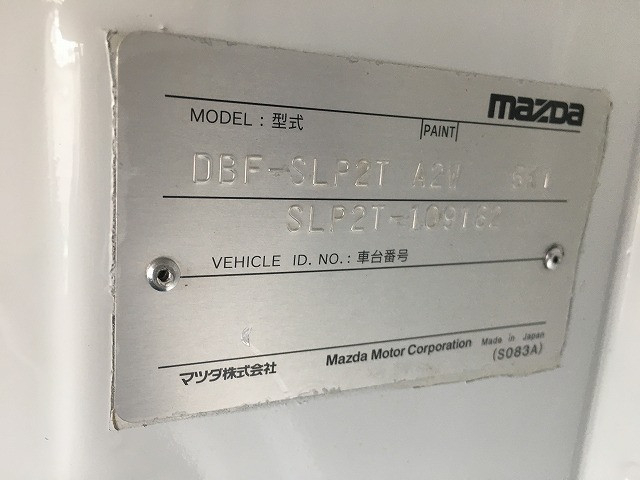 mazda
MODEL : 型式 PAINT
DBF-SLP2T A2W
SLP2T-109182
VEHICLE ID. NO. : 車台番号
マツダ株式会社 Mazda Motor Corporation Made in Japan
(S083A)